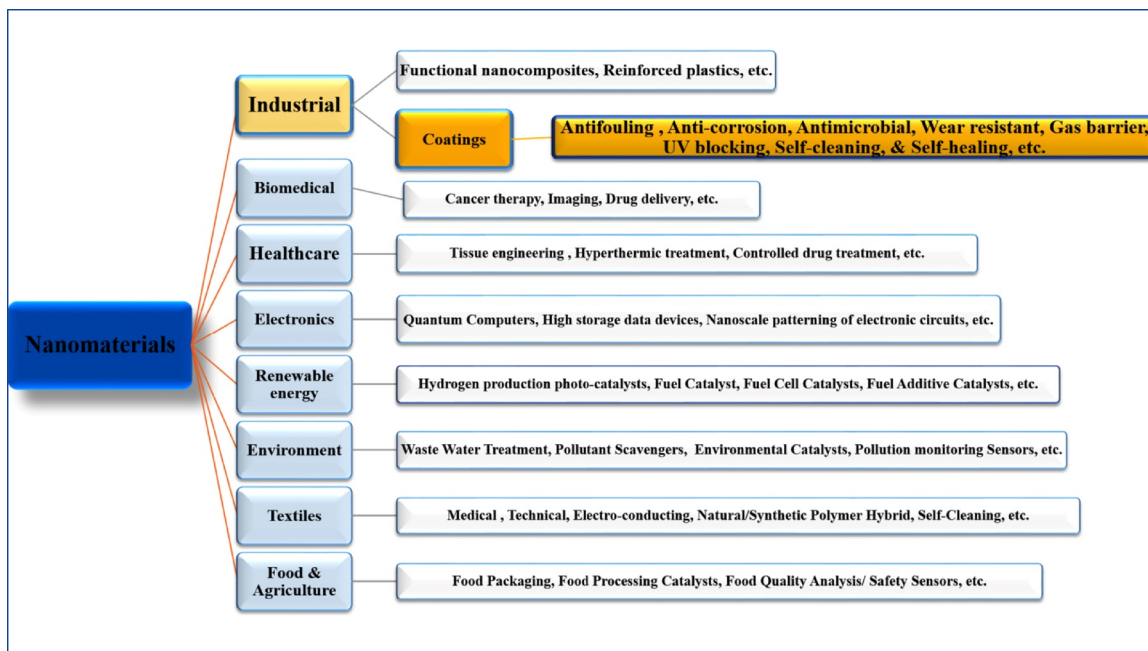 Functional nanocomposites, Reinforced plastics, etc.
Industrial
Antifouling , Anti-corrosion, Antimicrobial, Wear resistant, Gas barrier,
UV blocking, Self-cleaning, & Self-healing, etc.
Coatings
Biomedical
Cancer therapy, Imaging, Drug delivery, etc.
Healthcare
Tissue engineering , Hyperthermic treatment, Controlled drug treatment, etc.
Electronics
Quantum Computers, High storage data devices, Nanoscale patterning of electronic circuits, etc.
Nanomaterials
Renewable
energy
Hydrogen production photo-catalysts, Fuel Catalyst, Fuel Cell Catalysts, Fuel Additive Catalysts, etc.
Environment
Waste Water Treatment, Pollutant Scavengers, Environmental Catalysts, Pollution monitoring Sensors, etc.
Textiles
Medical , Technical, Electro-conducting, Natural/Synthetic Polymer Hybrid, Self-Cleaning, etc.
Food &
Agriculture
Food Packaging, Food Processing Catalysts, Food Quality Analysis/ Safety Sensors, etc.